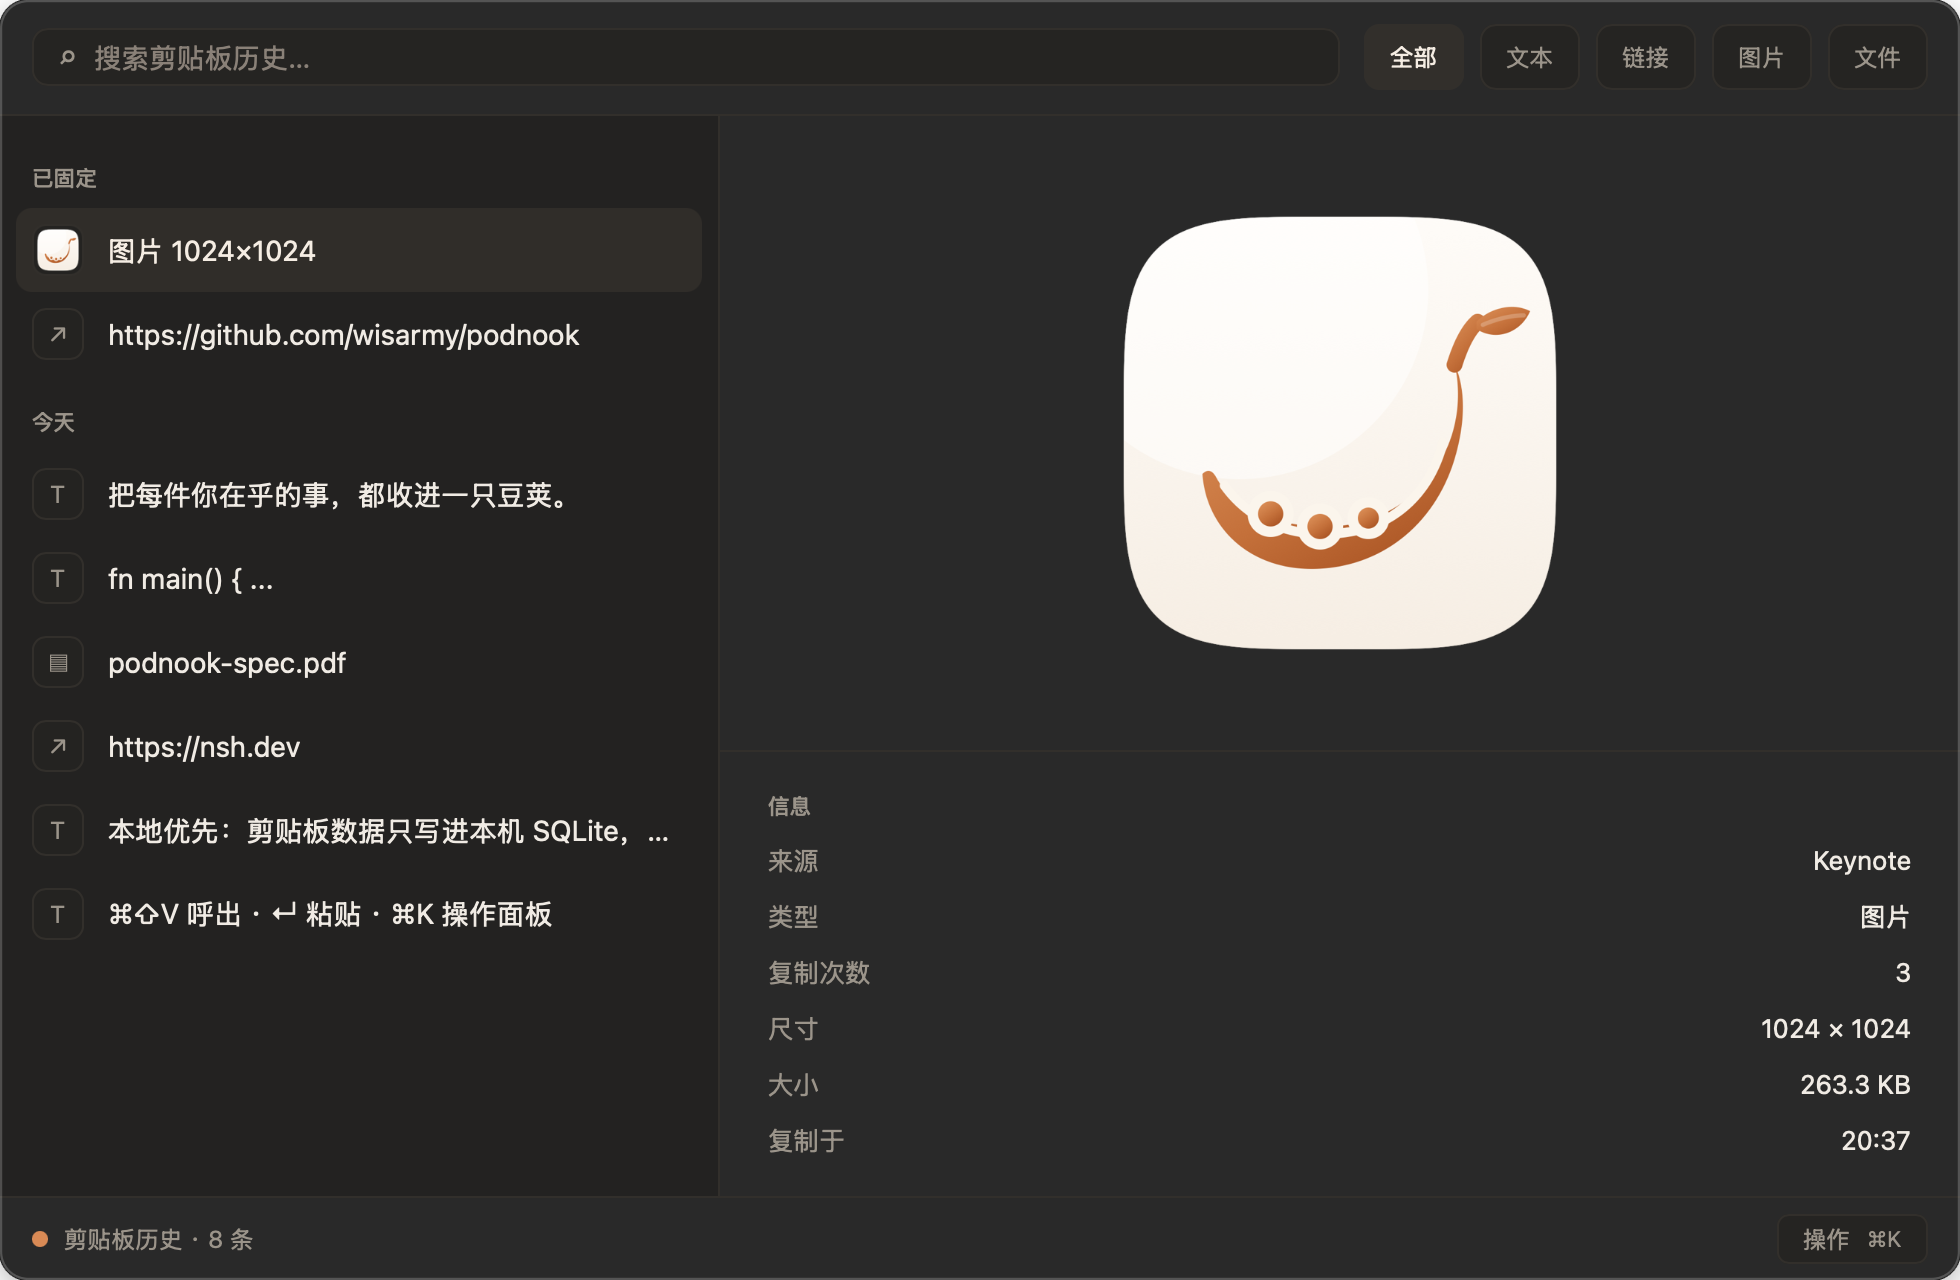 搜索剪贴板历史...
全部
文本
链接
图片
文件
已固定
图片 1024×1024
https://github.com/wisarmy/podnook
今天
T 把每件你在乎的事，都收进一只豆荚。
T fn main() { ...
podnook-spec.pdf
https://nsh.dev
T 本地优先：剪贴板数据只写进本机 SQLite，...
T ⌘⇧V 呼出 · ↵ 粘贴 · ⌘K 操作面板
信息
来源 Keynote
类型 图片
复制次数 3
尺寸 1024 × 1024
大小 263.3 KB
复制于 20:37
剪贴板历史 · 8 条
操作 ⌘K